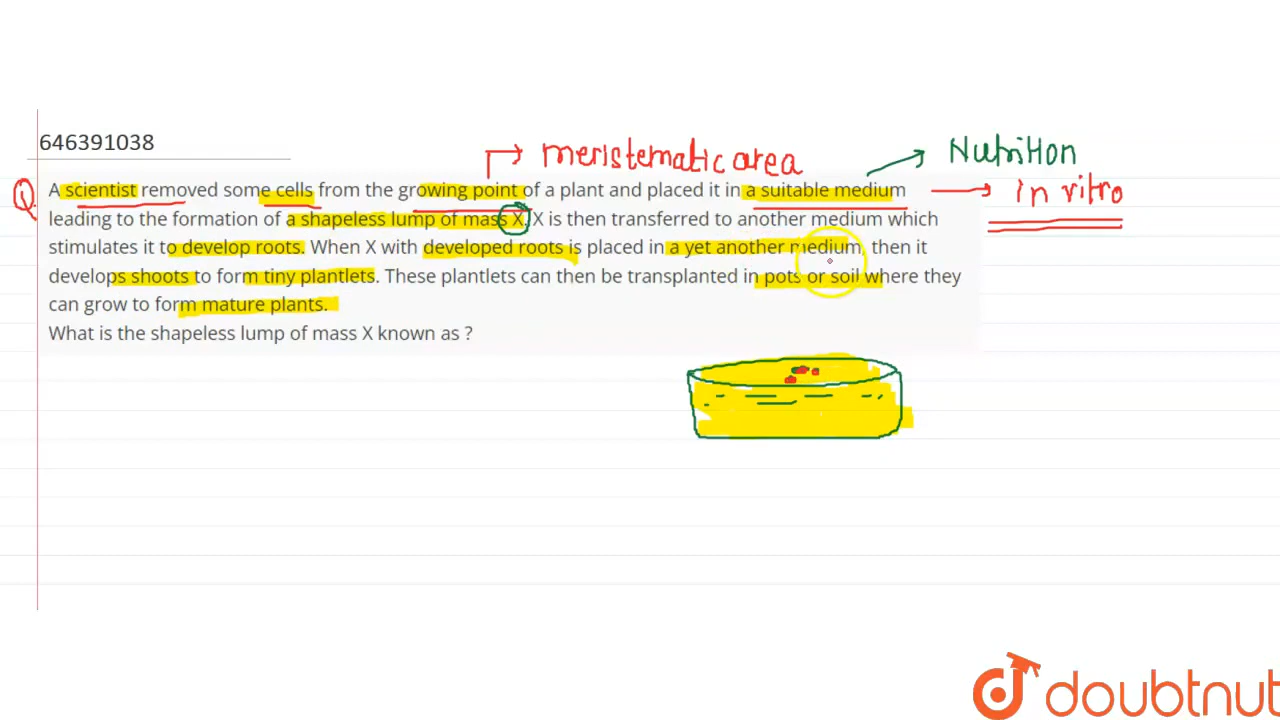 646391038
meristematic area
Nutrition
Q. A scientist removed some cells from the growing point of a plant and placed it in a suitable medium
in vitro
leading to the formation of a shapeless lump of mass X. X is then transferred to another medium which
stimulates it to develop roots. When X with developed roots is placed in a yet another medium, then it
develops shoots to form tiny plantlets. These plantlets can then be transplanted in pots or soil where they
can grow to form mature plants.
What is the shapeless lump of mass X known as ?
doubtnut